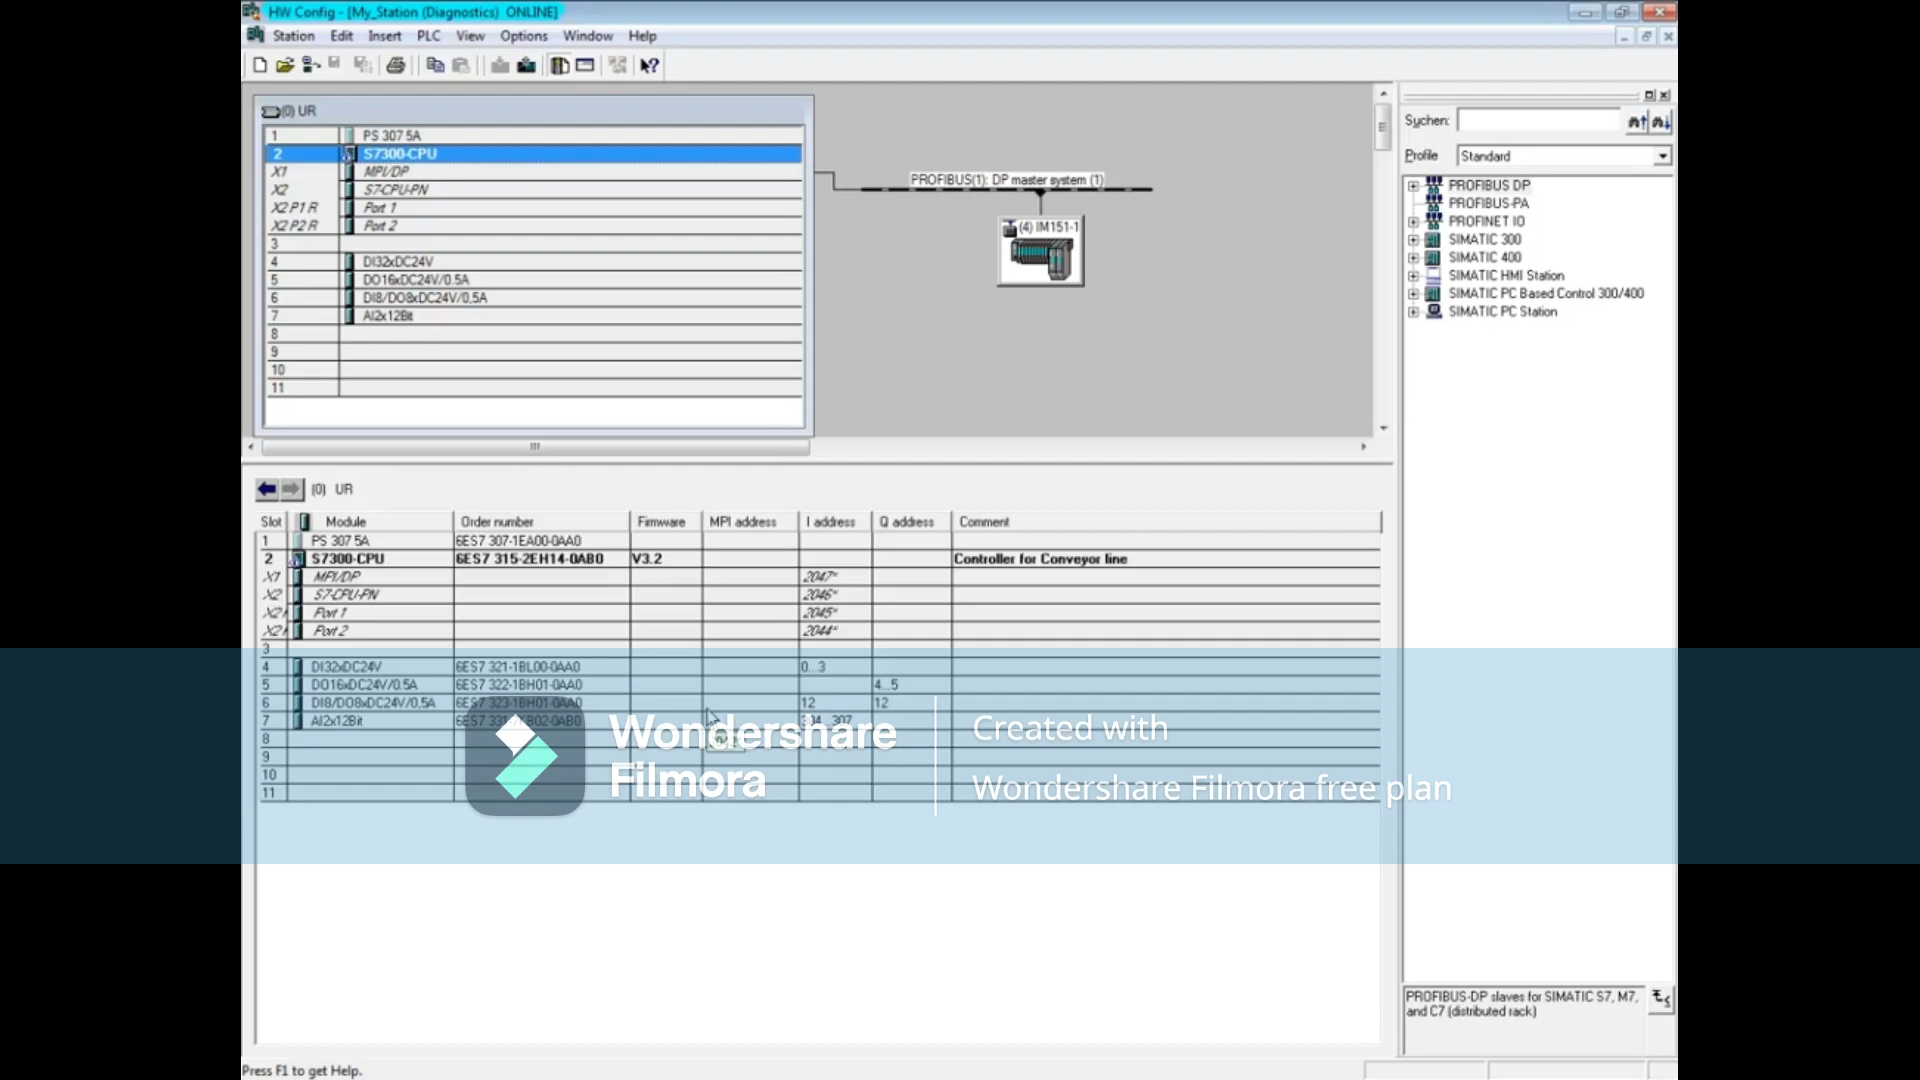 HW Config - [My_Station (Diagnostics)  ONLINE]
Station Edit Insert PLC View Options Window Help
(0) UR
1 PS 307 5A
2 S7300-CPU
X1 MPI/DP
X2 S7-CPU-PN
X2 P1 R Port 1
X2 P2 R Port 2
3
4 DI32xDC24V
5 DO16xDC24V/0.5A
6 DI8/DO8xDC24V/0,5A
7 AI2x12Bit
8
9
10
11
PROFIBUS(1): DP master system (1)
(4) IM151-1
Suchen:
Profile Standard
PROFIBUS DP
PROFIBUS-PA
PROFINET IO
SIMATIC 300
SIMATIC 400
SIMATIC HMI Station
SIMATIC PC Based Control 300/400
SIMATIC PC Station
(0) UR
Slot Module Order number Firmware MPI address I address Q address Comment
1 PS 307 5A 6ES7 307-1EA00-0AA0
2 S7300-CPU 6ES7 315-2EH14-0AB0 V3.2 Controller for Conveyor line
X1 MPI/DP 2047*
X2 S7-CPU-PN 2046*
X2 Port 1 2045*
X2 Port 2 2044*
3
4 DI32xDC24V 6ES7 321-1BL00-0AA0 0...3
5 DO16xDC24V/0.5A 6ES7 322-1BH01-0AA0 4...5
6 DI8/DO8xDC24V/0,5A 6ES7 323-1BH01-0AA0 12 12
7 AI2x12Bit 304...307
8
9
10
11
Wondershare
Filmora
Created with
Wondershare Filmora free plan
PROFIBUS-DP slaves for SIMATIC S7, M7,
and C7 (distributed rack)
Press F1 to get Help.